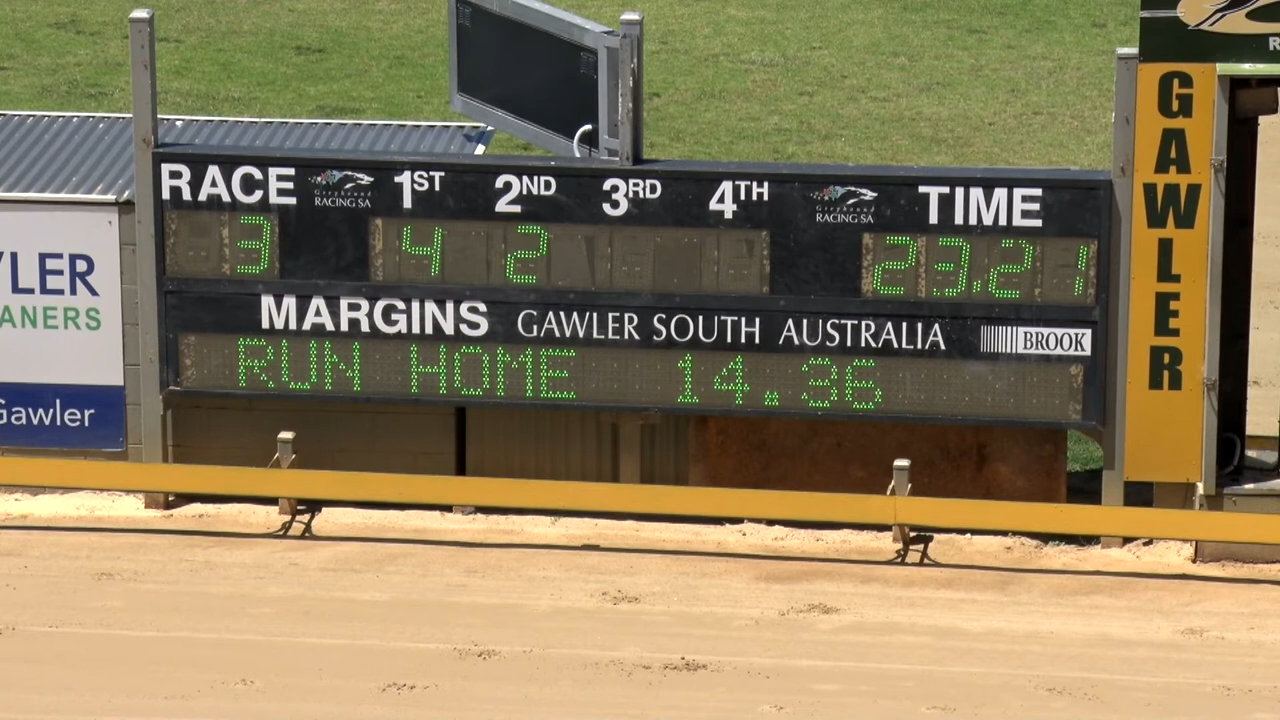 RACE
Greyhound
RACING SA
1ST 2ND 3RD 4TH
Greyhound
RACING SA
TIME
3 4 2 23.21
MARGINS GAWLER SOUTH AUSTRALIA BROOK
RUN HOME 14.36
LER
ANERS
Gawler
R
GAWLER